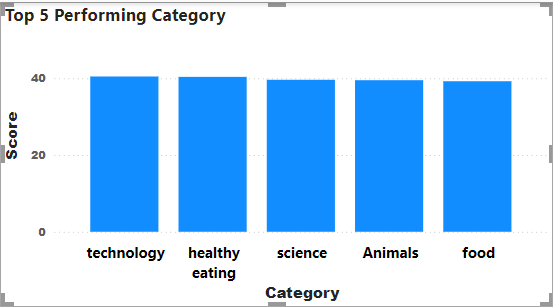 Top 5 Performing Category
40
20
0
Score
technology
healthy
eating
science
Animals
food
Category